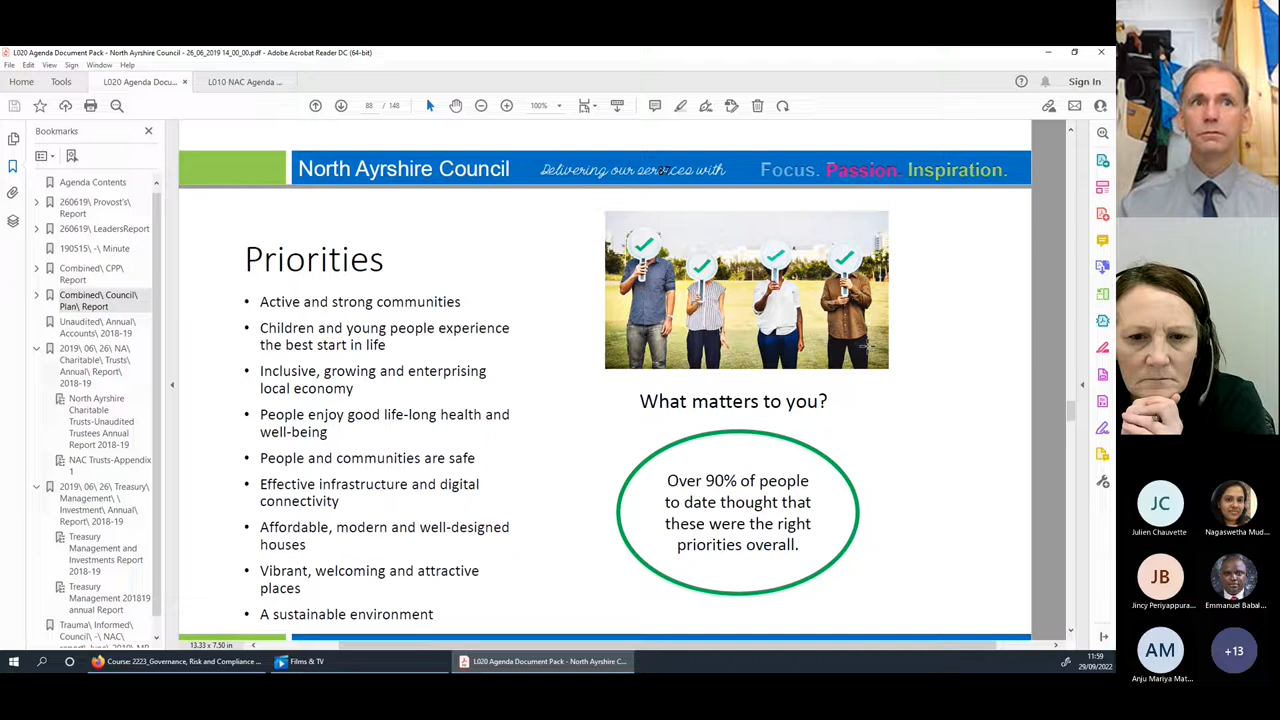 L020 Agenda Document Pack - North Ayrshire Council - 26_06_2019 14_00_00.pdf - Adobe Acrobat Reader DC (64-bit)
File Edit View Sign Window Help
Home Tools L020 Agenda Docu... × L010 NAC Agenda ... Sign In
88 / 148 100%
Bookmarks
Agenda Contents
260619\ Provost's\
Report
260619\ LeadersReport
190515\ -\ Minute
Combined\ CPP\
Report
Combined\ Council\
Plan\ Report
Unaudited\ Annual\
Accounts\ 2018-19
2019\ 06\ 26\ NA\
Charitable\ Trusts\
Annual\ Report\
2018-19
North Ayrshire
Charitable
Trusts-Unaudited
Trustees Annual
Report 2018-19
NAC Trusts-Appendix
1
2019\ 06\ 26\ Treasury\
Management\ \
Investment\ Annual\
Report\ 2018-19
Treasury
Management and
Investments Report
2018-19
Treasury
Management 201819
annual Report
Trauma\ Informed\
Council\ -\ NAC\
North Ayrshire Council Delivering our services with Focus. Passion. Inspiration.
87
Priorities
• Active and strong communities
• Children and young people experience
the best start in life
• Inclusive, growing and enterprising
local economy
• People enjoy good life-long health and
well-being
• People and communities are safe
• Effective infrastructure and digital
connectivity
• Affordable, modern and well-designed
houses
• Vibrant, welcoming and attractive
places
• A sustainable environment
What matters to you?
Over 90% of people
to date thought that
these were the right
priorities overall.
13.33 x 7.50 in
Course: 2223_Governance, Risk and Compliance ... Films & TV L020 Agenda Document Pack - North Ayrshire C...
11:59
29/09/2022
JC
Julien Chauvette Nagaswetha Mud...
JB
Jincy Periyappura... Emmanuel Babal...
AM +13
Anju Mariya Mat...